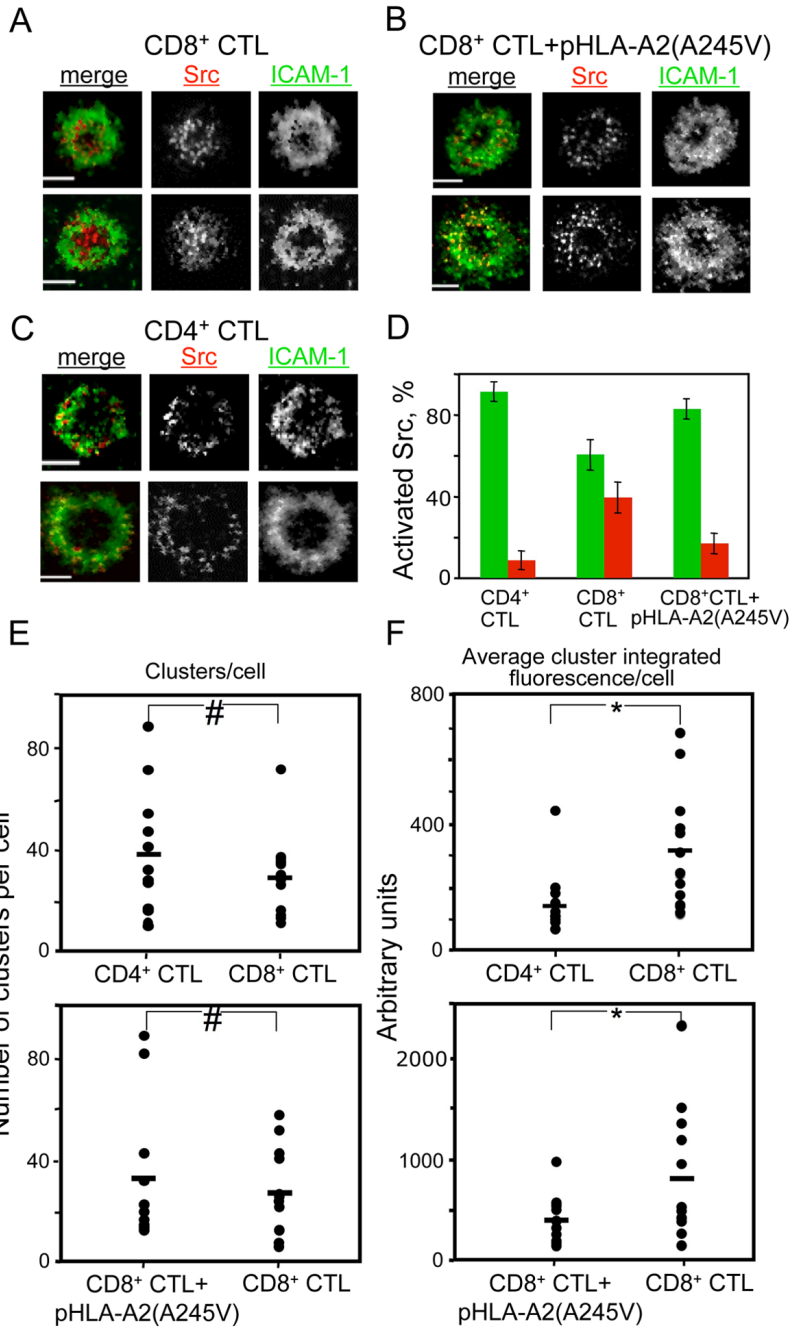 A
CD8⁺ CTL
merge Src ICAM-1
B
CD8⁺ CTL+pHLA-A2(A245V)
merge Src ICAM-1
C
CD4⁺ CTL
merge Src ICAM-1
D
Activated Src, %
80
40
0
CD4⁺
CTL
CD8⁺
CTL
CD8⁺CTL+
pHLA-A2(A245V)
E
Clusters/cell
Number of clusters per cell
#
80
40
0
CD4⁺ CTL CD8⁺ CTL
#
80
40
0
CD8⁺ CTL+
pHLA-A2(A245V)
CD8⁺ CTL
F
Average cluster integrated
fluorescence/cell
Arbitrary units
800
*
400
0
CD4⁺ CTL CD8⁺ CTL
*
2000
1000
0
CD8⁺ CTL+
pHLA-A2(A245V)
CD8⁺ CTL